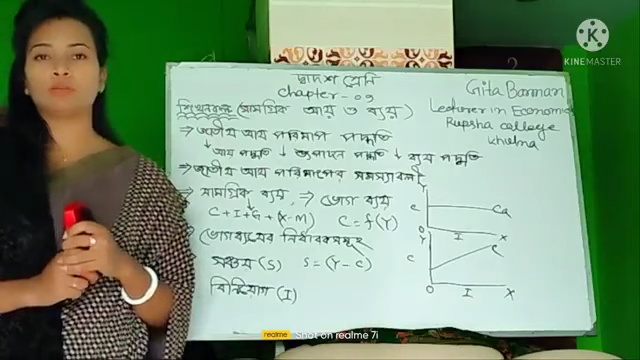 দ্বাদশ শ্রেণি
chapter - 09
শিখনফল (সামগ্রিক আয় ও ব্যয়)
⇒ জাতীয় আয় পরিমাপ পদ্ধতি
↓ আয় পদ্ধতি ↓ উৎপাদন পদ্ধতি ↓ ব্যয় পদ্ধতি
⇒ জাতীয় আয় পরিমাপের সমস্যাবলী
⇒ সামগ্রিক ব্যয় ⇒ ভোগ ব্যয়
C + I + G + (X - M) C = f(Y)
ভোগব্যয়ের নির্ধারকসমূহ
সঞ্চয় (S) S = (Y - C)
বিনিয়োগ (I)
Gita Barman
Lecturer in Economics
Rupsha college
khulna
Y
C
Ca
O
I
X
Y
C
C
O
I
X
KINEMASTER
realme Shot on realme 7i